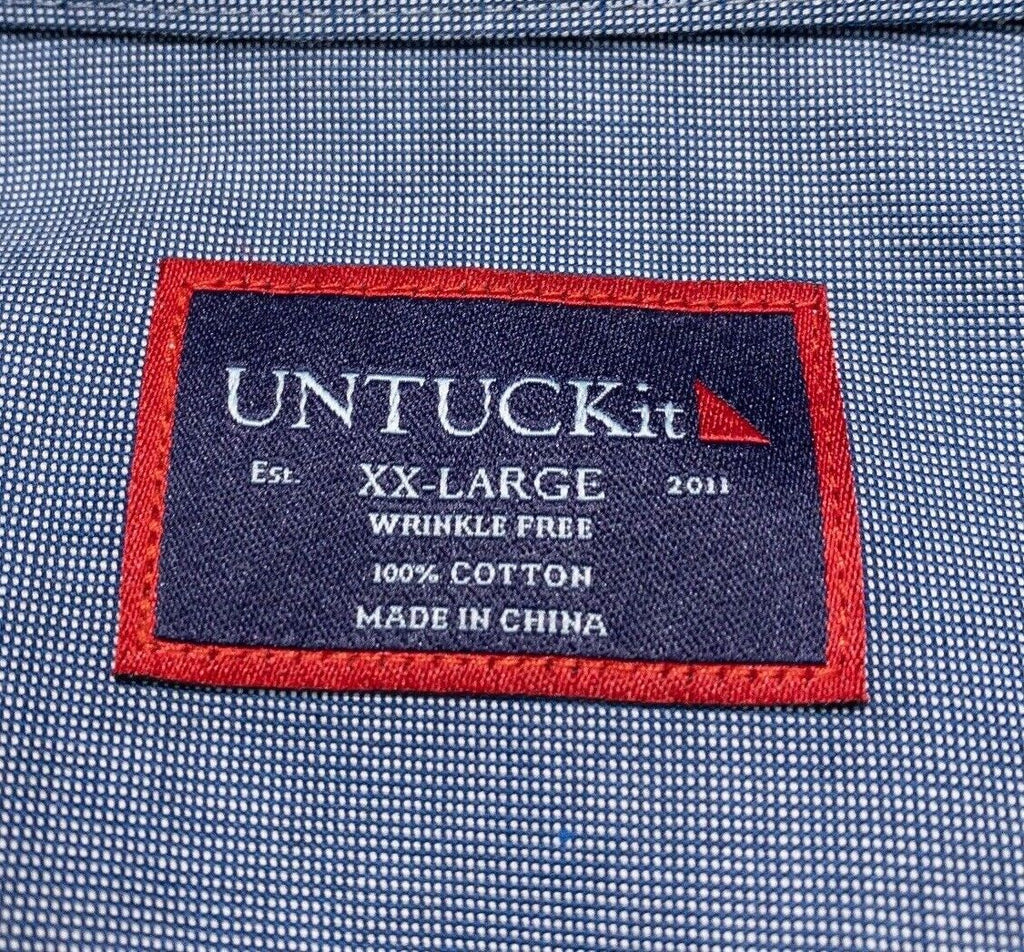 UNTUCKit
Est. XX-LARGE 2011
WRINKLE FREE
100% COTTON
MADE IN CHINA